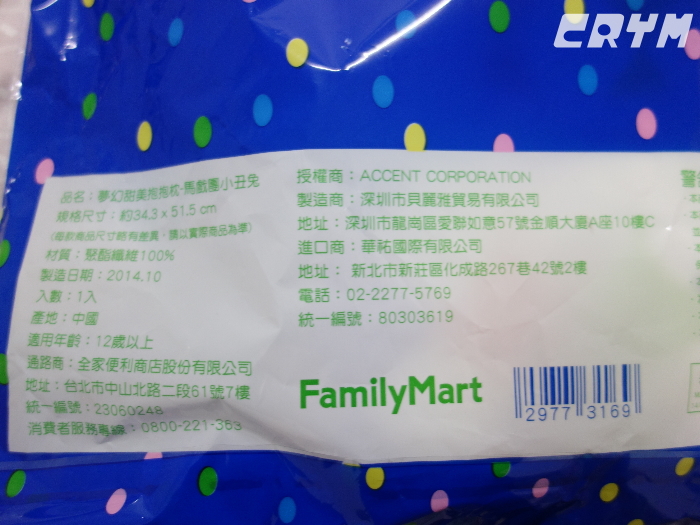 CRYM
品名：夢幻甜美抱抱枕-馬戲團小丑兔
規格尺寸：約34.3 x 51.5 cm
(每款商品尺寸略有差異，請以實際商品為準)
材質：聚酯纖維100%
製造日期：2014.10
入數：1入
產地：中國
適用年齡：12歲以上
通路商：全家便利商店股份有限公司
地址：台北市中山北路二段61號7樓
統一編號：23060248
消費者服務專線：0800-221-363
授權商：ACCENT CORPORATION
製造商：深圳市貝麗雅貿易有限公司
地址：深圳市龍崗區愛聯如意57號金順大廈A座10樓C
進口商：華祐國際有限公司
地址： 新北市新莊區化成路267巷42號2樓
電話：02-2277-5769
統一編號：80303619
FamilyMart
2977 3169